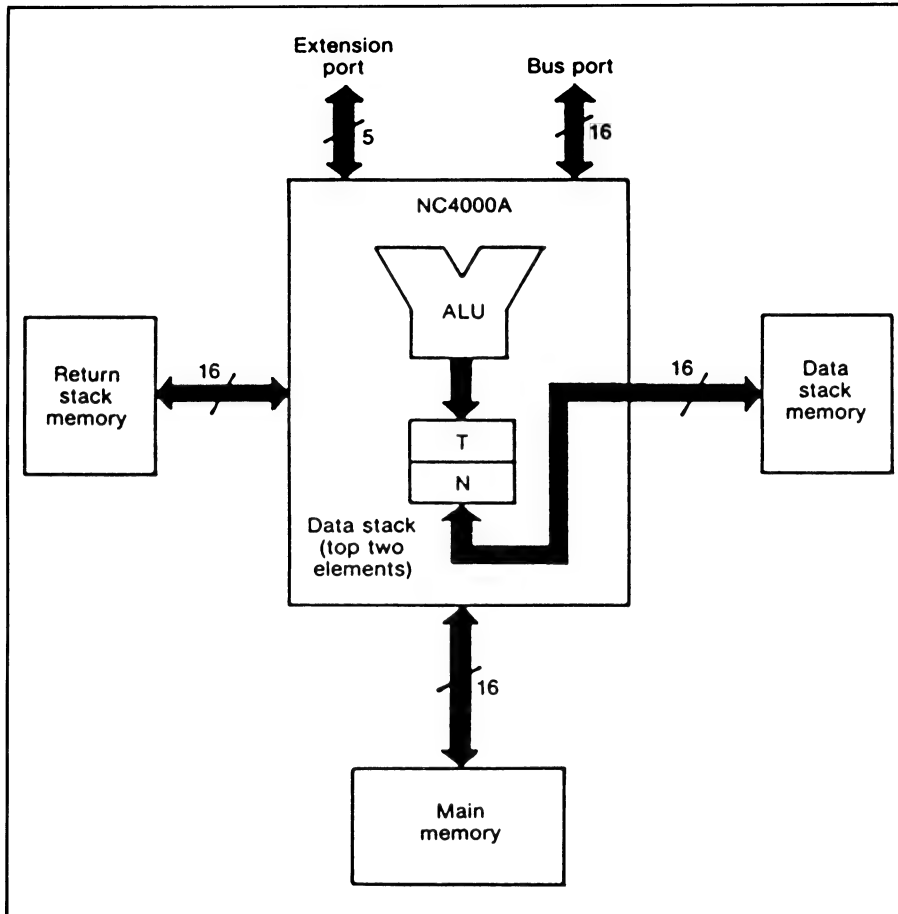 Extension
port
Bus port
5
16
NC4000A
ALU
Return
stack
memory
16
16
Data
stack
memory
T
N
Data stack
(top two
elements)
16
Main
memory